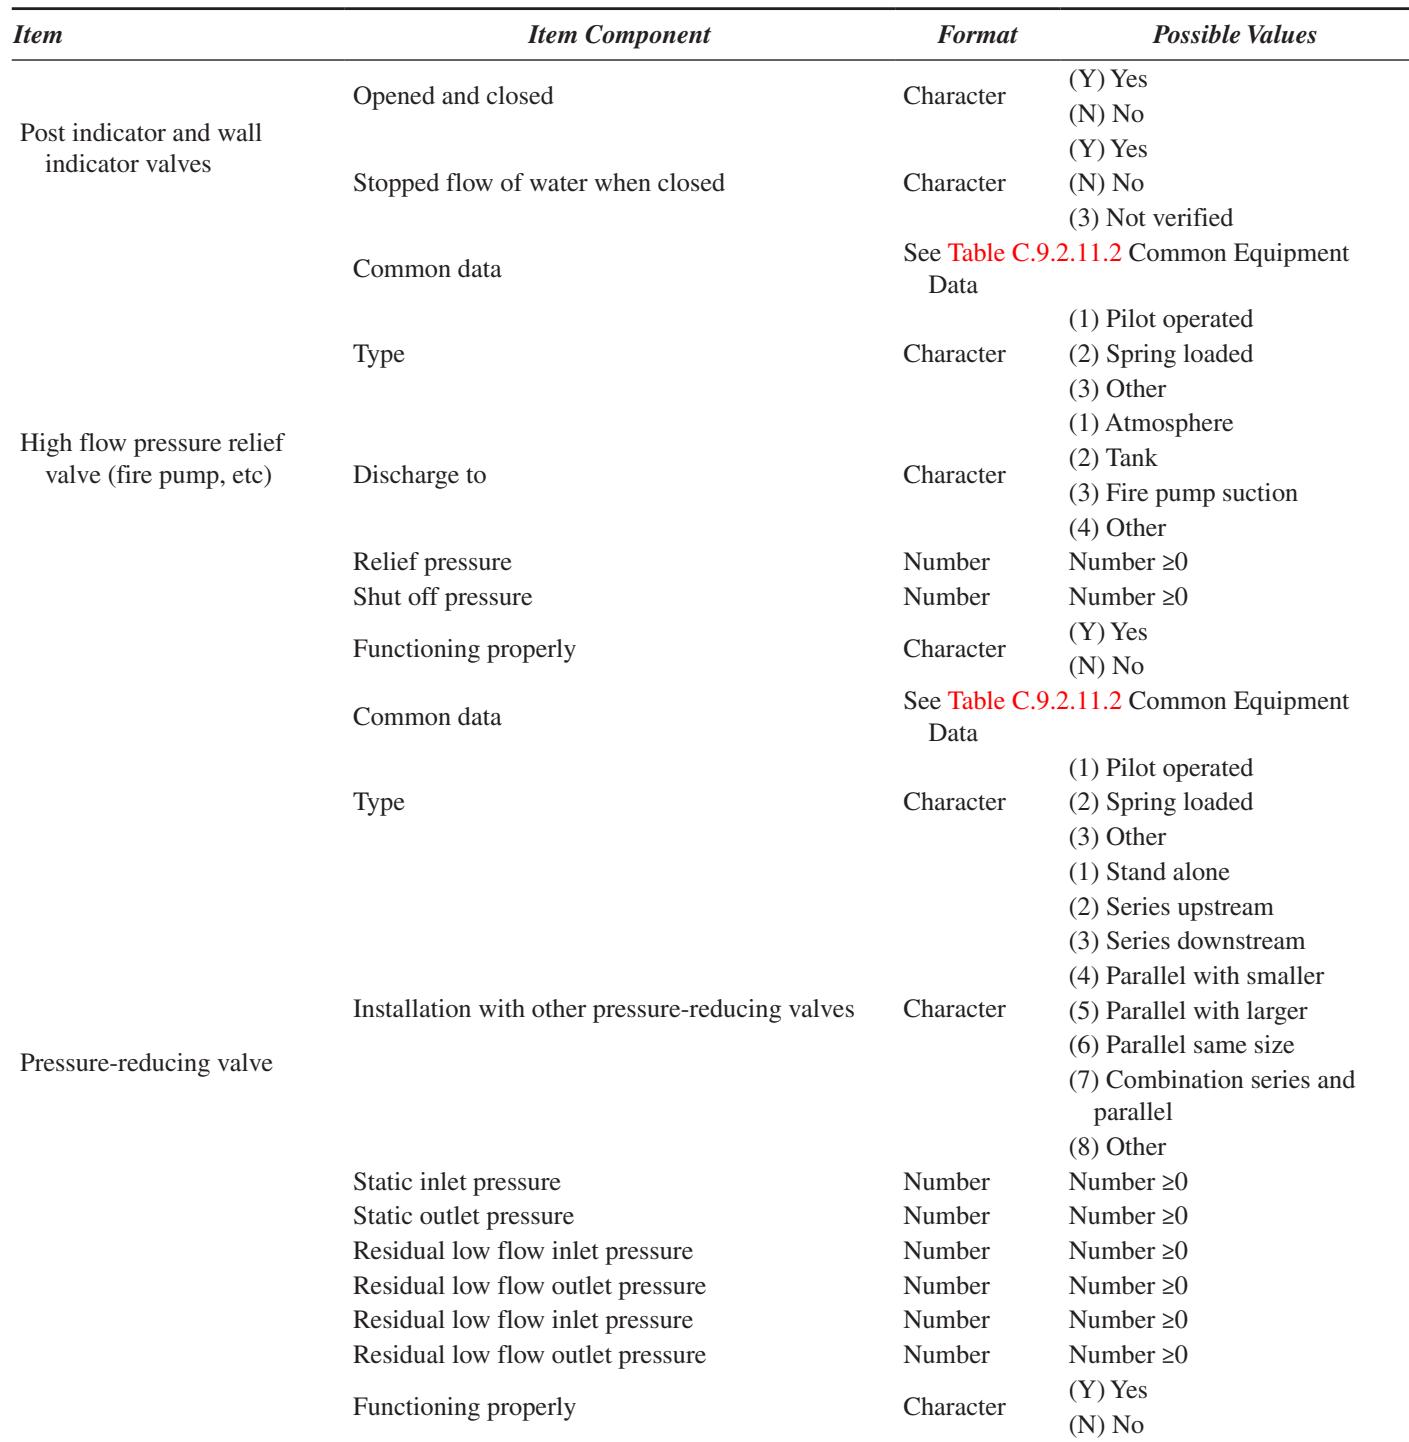 Item Item Component Format Possible Values
Post indicator and wall
indicator valves
Opened and closed Character (Y) Yes
(N) No
Stopped flow of water when closed Character (Y) Yes
(N) No
(3) Not verified
High flow pressure relief
valve (fire pump, etc)
Common data See Table C.9.2.11.2 Common Equipment
Data
Type Character (1) Pilot operated
(2) Spring loaded
(3) Other
Discharge to Character (1) Atmosphere
(2) Tank
(3) Fire pump suction
(4) Other
Relief pressure Number Number ≥0
Shut off pressure Number Number ≥0
Functioning properly Character (Y) Yes
(N) No
Pressure-reducing valve
Common data See Table C.9.2.11.2 Common Equipment
Data
Type Character (1) Pilot operated
(2) Spring loaded
(3) Other
Installation with other pressure-reducing valves Character (1) Stand alone
(2) Series upstream
(3) Series downstream
(4) Parallel with smaller
(5) Parallel with larger
(6) Parallel same size
(7) Combination series and
parallel
(8) Other
Static inlet pressure Number Number ≥0
Static outlet pressure Number Number ≥0
Residual low flow inlet pressure Number Number ≥0
Residual low flow outlet pressure Number Number ≥0
Residual low flow inlet pressure Number Number ≥0
Residual low flow outlet pressure Number Number ≥0
Functioning properly Character (Y) Yes
(N) No